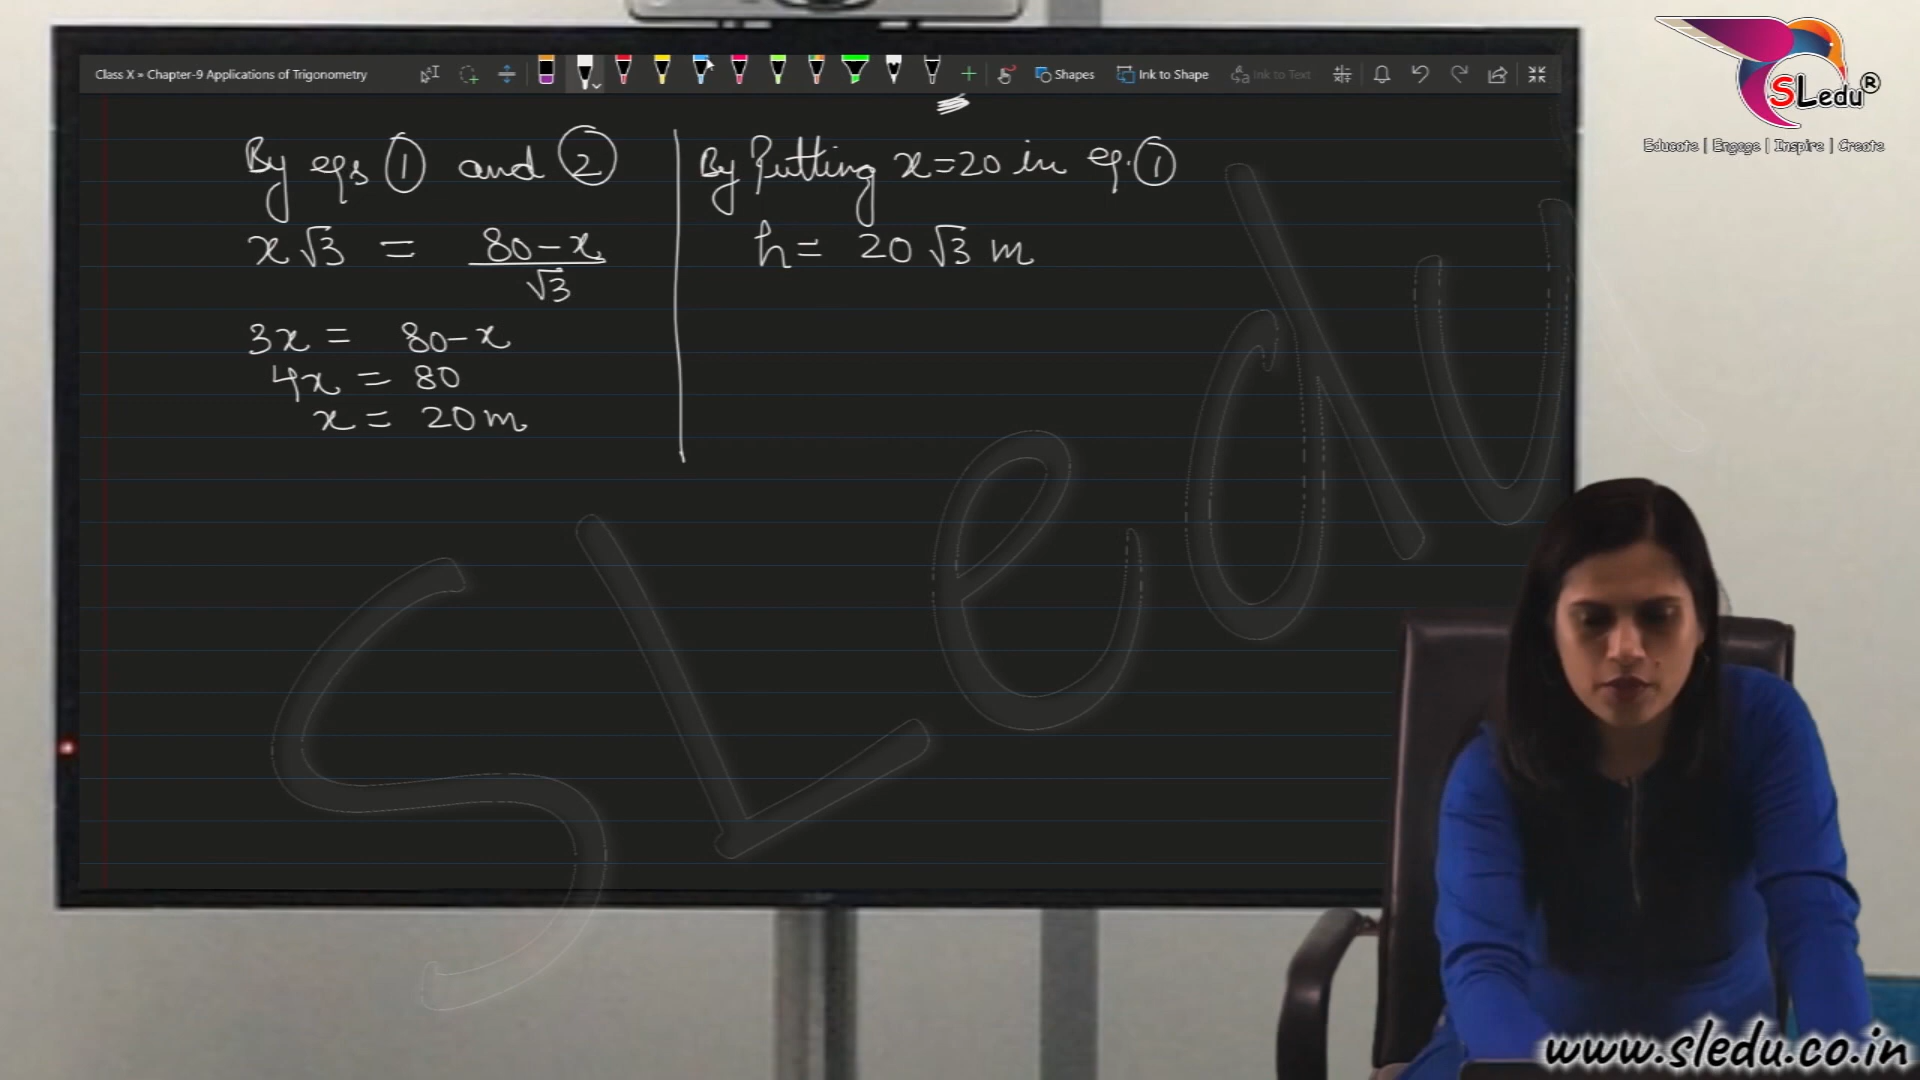 Class X » Chapter-9 Applications of Trigonometry
Shapes
Ink to Shape
Ink to Text
SLedu®
Educate | Engage | Inspire | Create
By eqs ① and ②
x√3 = 80-x/√3
3x = 80-x
4x = 80
x = 20m
By Putting x=20 in eq. ①
h= 20√3 m
SLedu
www.sledu.co.in